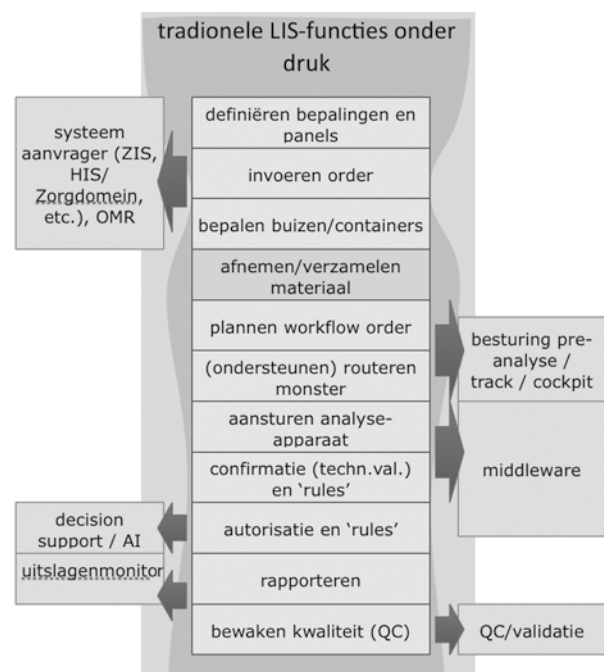 tradionele LIS-functies onder
druk
systeem
aanvrager (ZIS,
HIS/
Zorgdomein,
etc.), OMR
definiëren bepalingen en
panels
invoeren order
bepalen buizen/containers
afnemen/verzamelen
materiaal
plannen workflow order
(ondersteunen) routeren
monster
besturing pre-
analyse /
track / cockpit
aansturen analyse-
apparaat
confirmatie (techn.val.)
en ‘rules’
middleware
decision
support / AI
autorisatie en ‘rules’
uitslagenmonitor
rapporteren
bewaken kwaliteit (QC)
QC/validatie